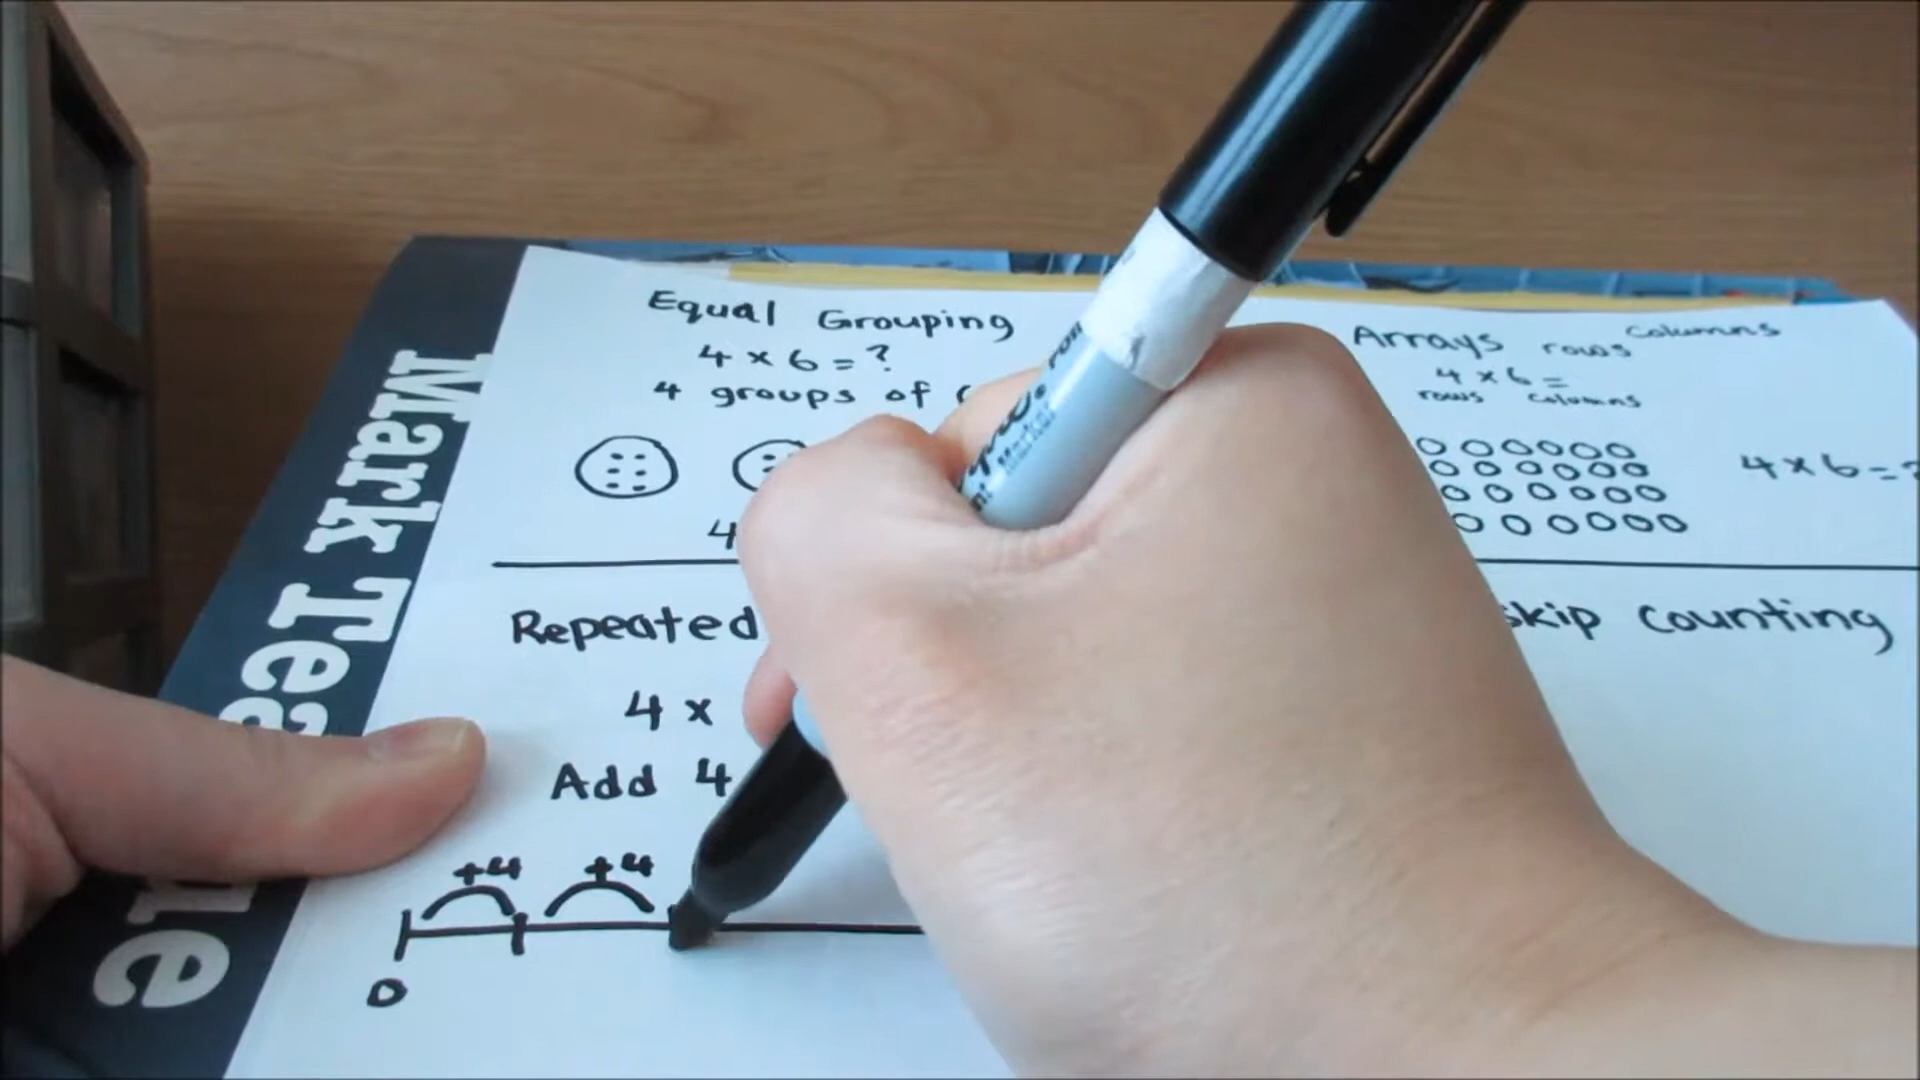 Equal Grouping
4 x 6 = ?
4 groups of
4
Arrays rows columns
4 x 6 =
rows columns
4 x 6 = ?
Repeated
4 x
Add 4
+4 +4
0
skip counting
Mark
Marker